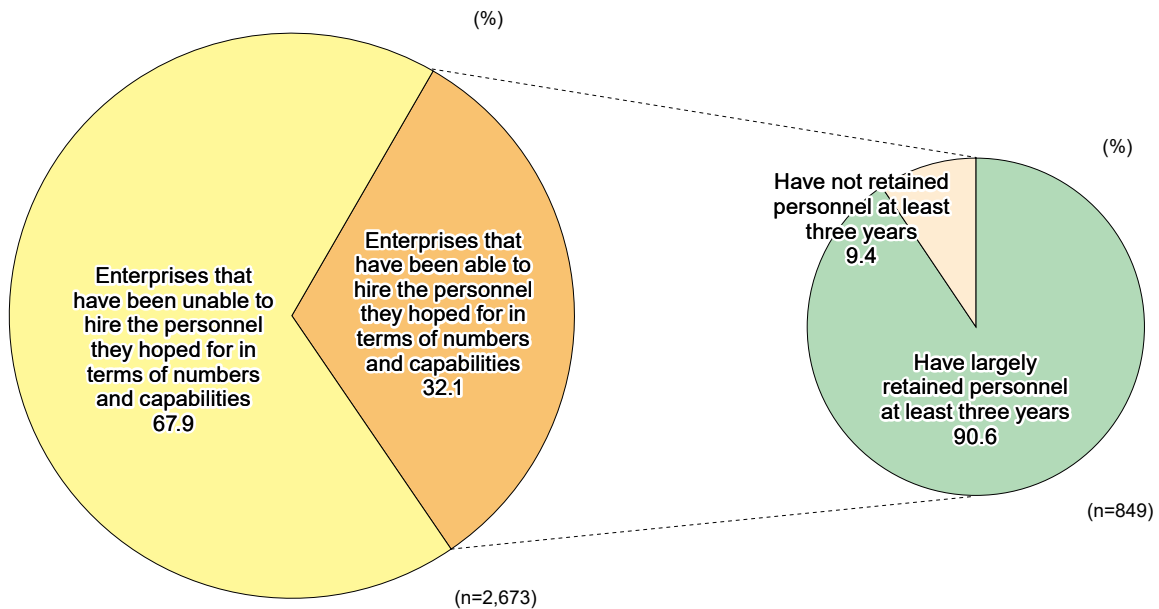 (%)
Enterprises that
have been unable to
hire the personnel
they hoped for in
terms of numbers
and capabilities
67.9
Enterprises that
have been able to
hire the personnel
they hoped for in
terms of numbers
and capabilities
32.1
(n=2,673)
(%)
Have not retained
personnel at least
three years
9.4
Have largely
retained personnel
at least three years
90.6
(n=849)